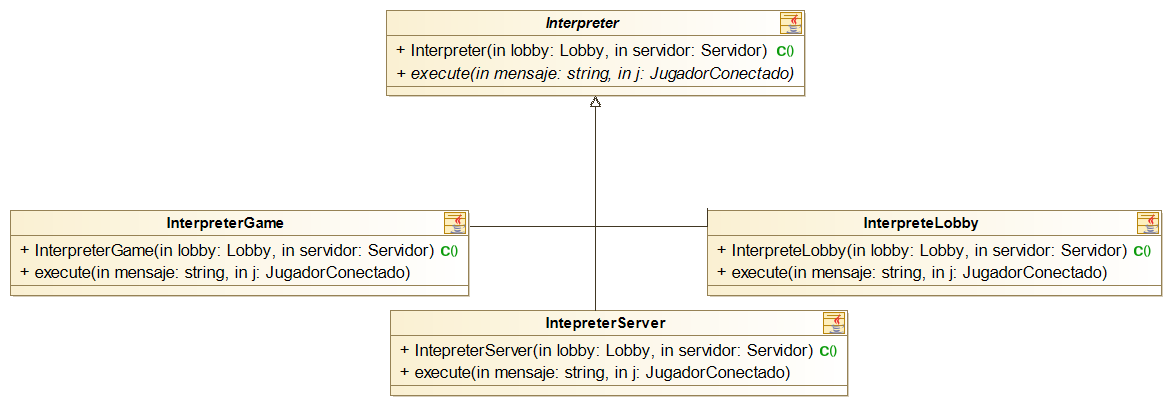 Interpreter
+ Interpreter(in lobby: Lobby, in servidor: Servidor) C()
+ execute(in mensaje: string, in j: JugadorConectado)
InterpreterGame
+ InterpreterGame(in lobby: Lobby, in servidor: Servidor) C()
+ execute(in mensaje: string, in j: JugadorConectado)
InterpreteLobby
+ InterpreteLobby(in lobby: Lobby, in servidor: Servidor) C()
+ execute(in mensaje: string, in j: JugadorConectado)
IntepreterServer
+ IntepreterServer(in lobby: Lobby, in servidor: Servidor) C()
+ execute(in mensaje: string, in j: JugadorConectado)